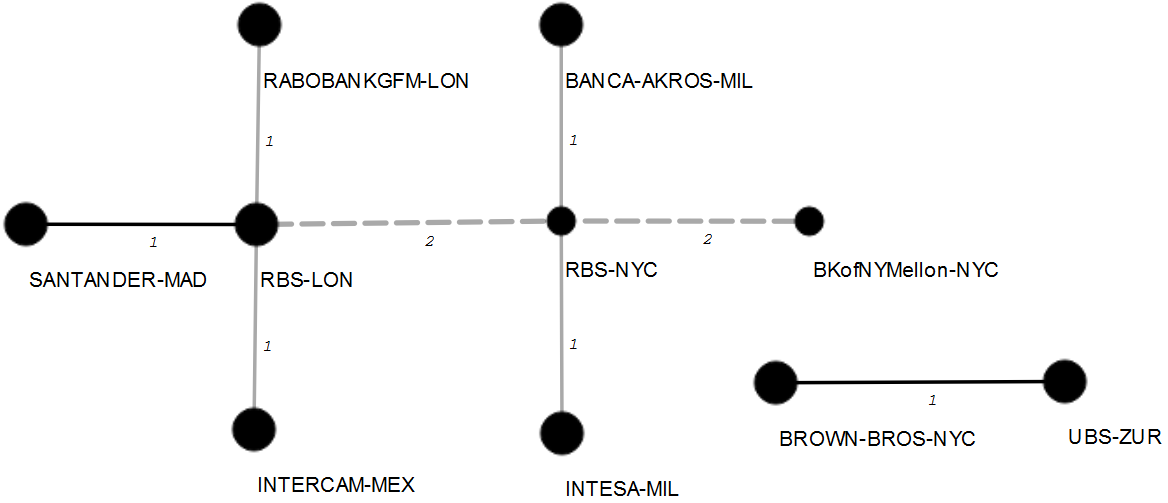 RABOBANKGFM-LON
BANCA-AKROS-MIL
1
1
1
2
2
SANTANDER-MAD
RBS-LON
RBS-NYC
BKofNYMellon-NYC
1
1
1
BROWN-BROS-NYC
UBS-ZUR
INTERCAM-MEX
INTESA-MIL